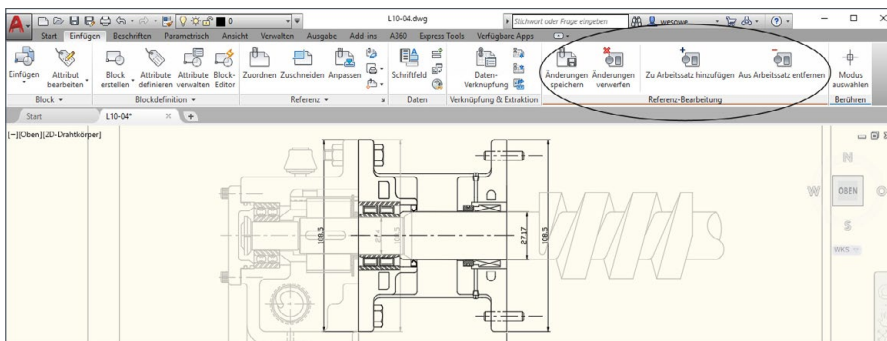 L10-04.dwg
Stichwort oder Frage eingeben
wesowe
0
Start Einfügen Beschriften Parametrisch Ansicht Verwalten Ausgabe Add-ins A360 Express Tools Verfügbare Apps
Einfügen
Attribut bearbeiten
Block erstellen
Attribute definieren
Attribute verwalten
Block-Editor
Zuordnen Zuschneiden Anpassen
Schriftfeld
Daten-Verknüpfung
Änderungen speichern
Änderungen verwerfen
Zu Arbeitssatz hinzufügen Aus Arbeitssatz entfernen
Modus auswählen
Block Blockdefinition Referenz Daten Verknüpfung & Extraktion Referenz-Bearbeitung Berühren
Start L10-04*
[–][Oben][2D-Drahtkörper]
N
W OBEN O
S
WKS
108.5
108.5
27.17
108.5